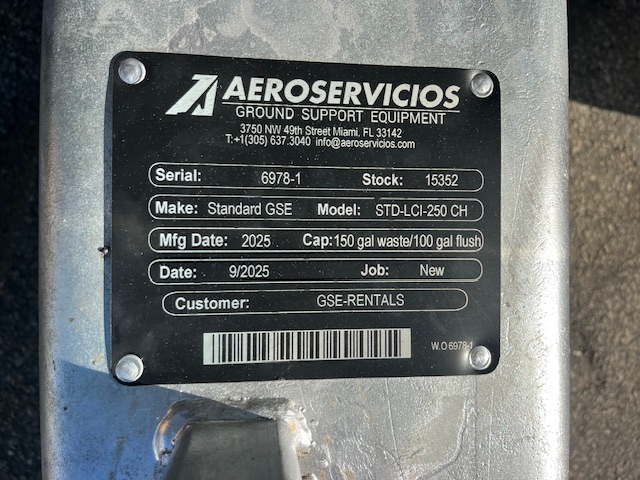 AEROSERVICIOS
GROUND SUPPORT EQUIPMENT
3750 NW 49th Street Miami, FL 33142
T:+1(305) 637.3040 info@aeroservicios.com
Serial: 6978-1 Stock: 15352
Make: Standard GSE Model: STD-LCI-250 CH
Mfg Date: 2025 Cap: 150 gal waste/100 gal flush
Date: 9/2025 Job: New
Customer: GSE-RENTALS
W.O 6978-1